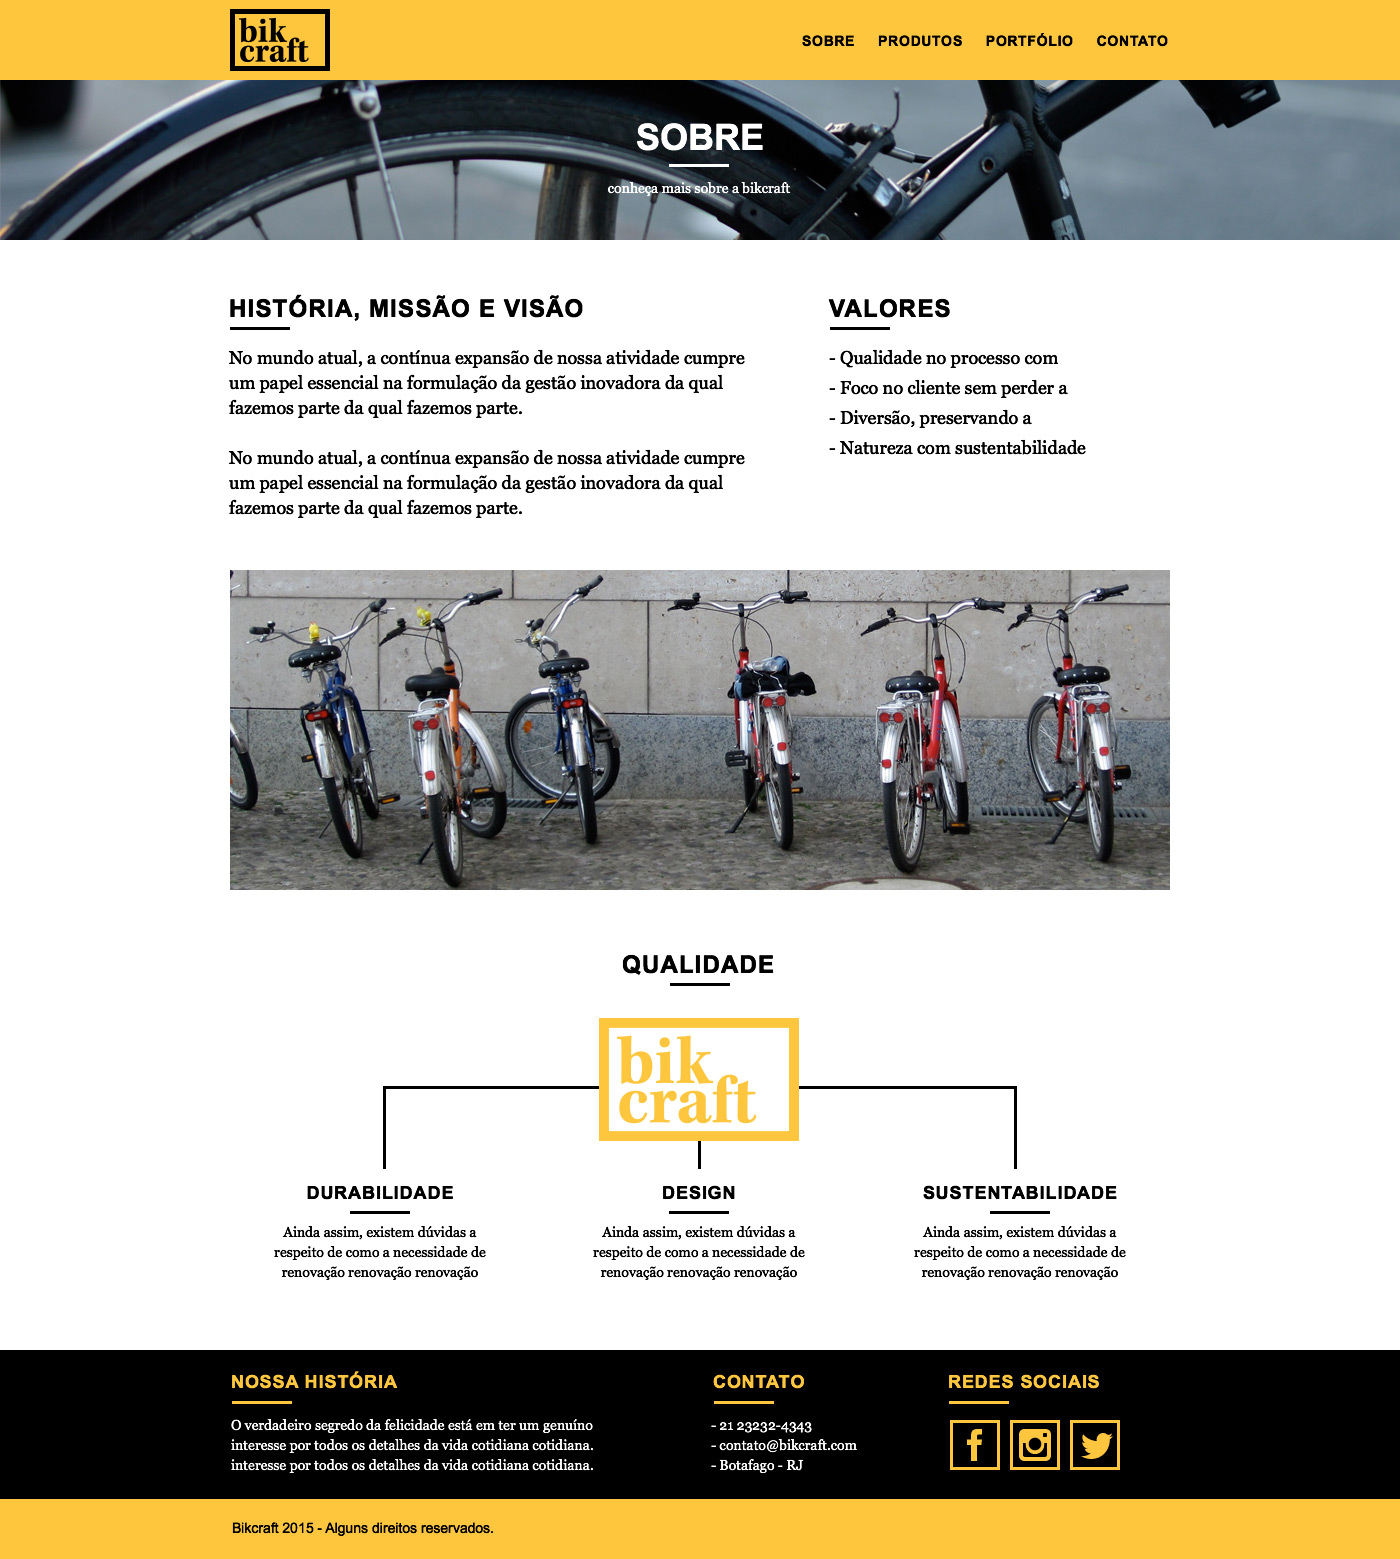 bik
craft
SOBRE PRODUTOS PORTFÓLIO CONTATO
SOBRE
conheça mais sobre a bikcraft
HISTÓRIA, MISSÃO E VISÃO
No mundo atual, a contínua expansão de nossa atividade cumpre
um papel essencial na formulação da gestão inovadora da qual
fazemos parte da qual fazemos parte.
No mundo atual, a contínua expansão de nossa atividade cumpre
um papel essencial na formulação da gestão inovadora da qual
fazemos parte da qual fazemos parte.
VALORES
- Qualidade no processo com
- Foco no cliente sem perder a
- Diversão, preservando a
- Natureza com sustentabilidade
QUALIDADE
bik
craft
DURABILIDADE
Ainda assim, existem dúvidas a
respeito de como a necessidade de
renovação renovação renovação
DESIGN
Ainda assim, existem dúvidas a
respeito de como a necessidade de
renovação renovação renovação
SUSTENTABILIDADE
Ainda assim, existem dúvidas a
respeito de como a necessidade de
renovação renovação renovação
NOSSA HISTÓRIA
O verdadeiro segredo da felicidade está em ter um genuíno
interesse por todos os detalhes da vida cotidiana cotidiana.
interesse por todos os detalhes da vida cotidiana cotidiana.
CONTATO
- 21 23232-4343
- contato@bikcraft.com
- Botafago - RJ
REDES SOCIAIS
Bikcraft 2015 - Alguns direitos reservados.